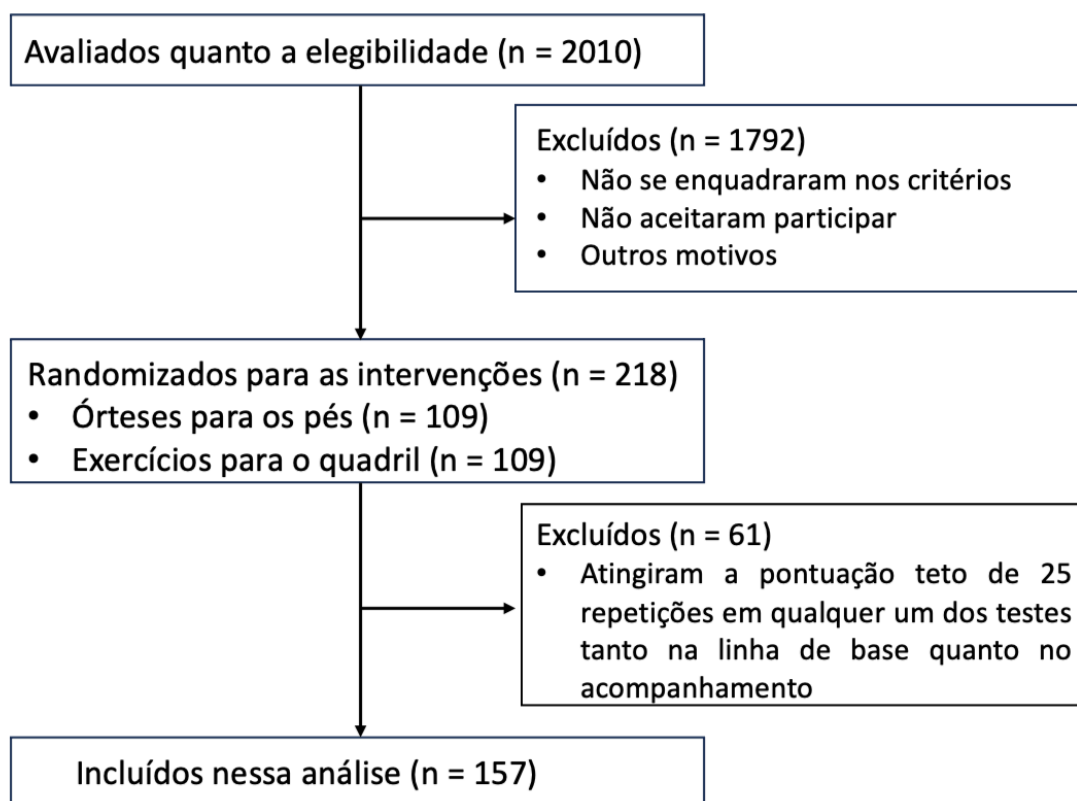 Avaliados quanto a elegibilidade (n = 2010)
Excluídos (n = 1792)
• Não se enquadraram nos critérios
• Não aceitaram participar
• Outros motivos
Randomizados para as intervenções (n = 218)
• Órteses para os pés (n = 109)
• Exercícios para o quadril (n = 109)
Excluídos (n = 61)
• Atingiram a pontuação teto de 25
repetições em qualquer um dos testes
tanto na linha de base quanto no
acompanhamento
Incluídos nessa análise (n = 157)